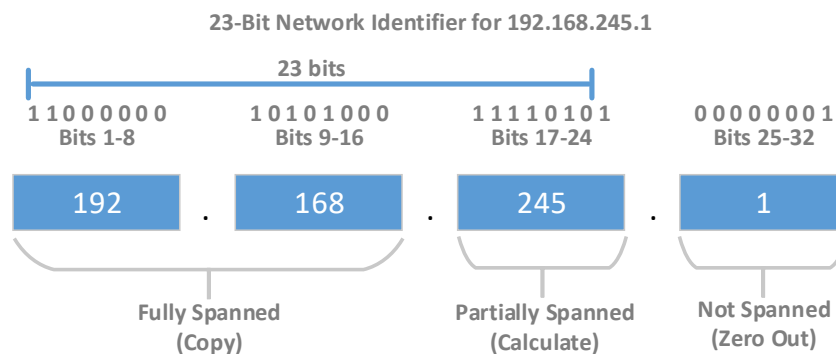 23-Bit Network Identifier for 192.168.245.1
23 bits
1 1 0 0 0 0 0 0 1 0 1 0 1 0 0 0 1 1 1 1 0 1 0 1 0 0 0 0 0 0 0 1
Bits 1-8 Bits 9-16 Bits 17-24 Bits 25-32
192 . 168 . 245 . 1
Fully Spanned Partially Spanned Not Spanned
(Copy) (Calculate) (Zero Out)